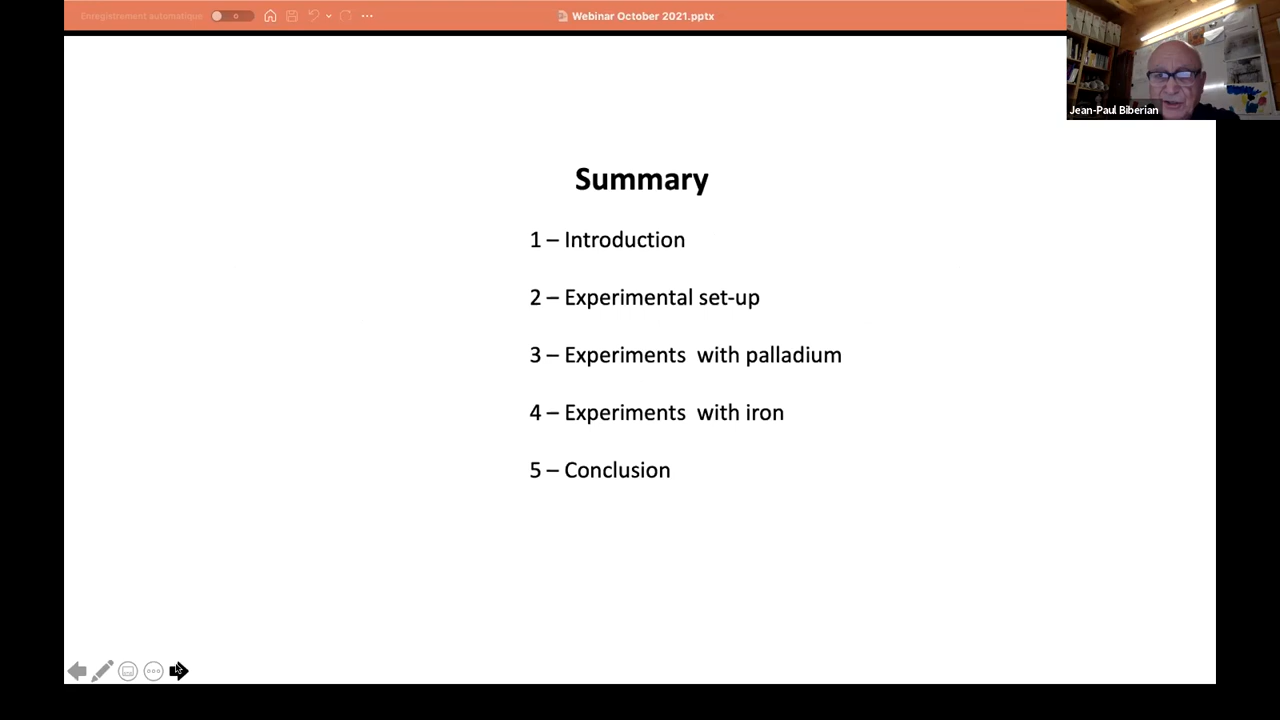 Enregistrement automatique
Webinar October 2021.pptx
Jean-Paul Biberian
Summary
1 – Introduction
2 – Experimental set-up
3 – Experiments  with palladium
4 – Experiments  with iron
5 – Conclusion